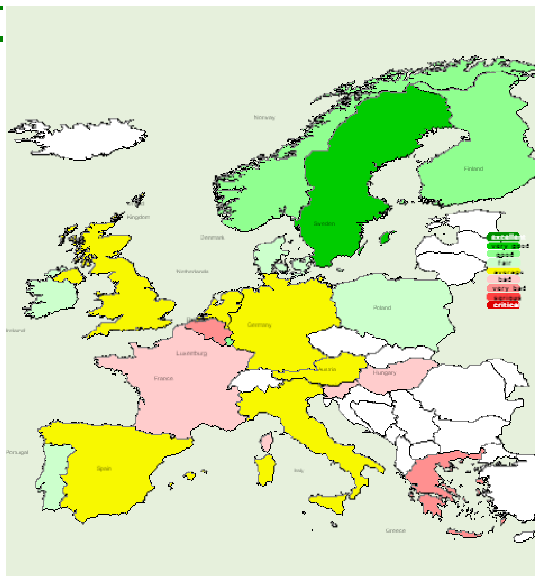 Norway
Finland
Kingdom
Sweden
Denmark
excellent
very good
good
fair
average
bad
very bad
serious
critical
Netherlands
Ireland
Poland
Germany
Luxemburg
Austria
Hungary
France
Portugal
Spain
Italy
Greece